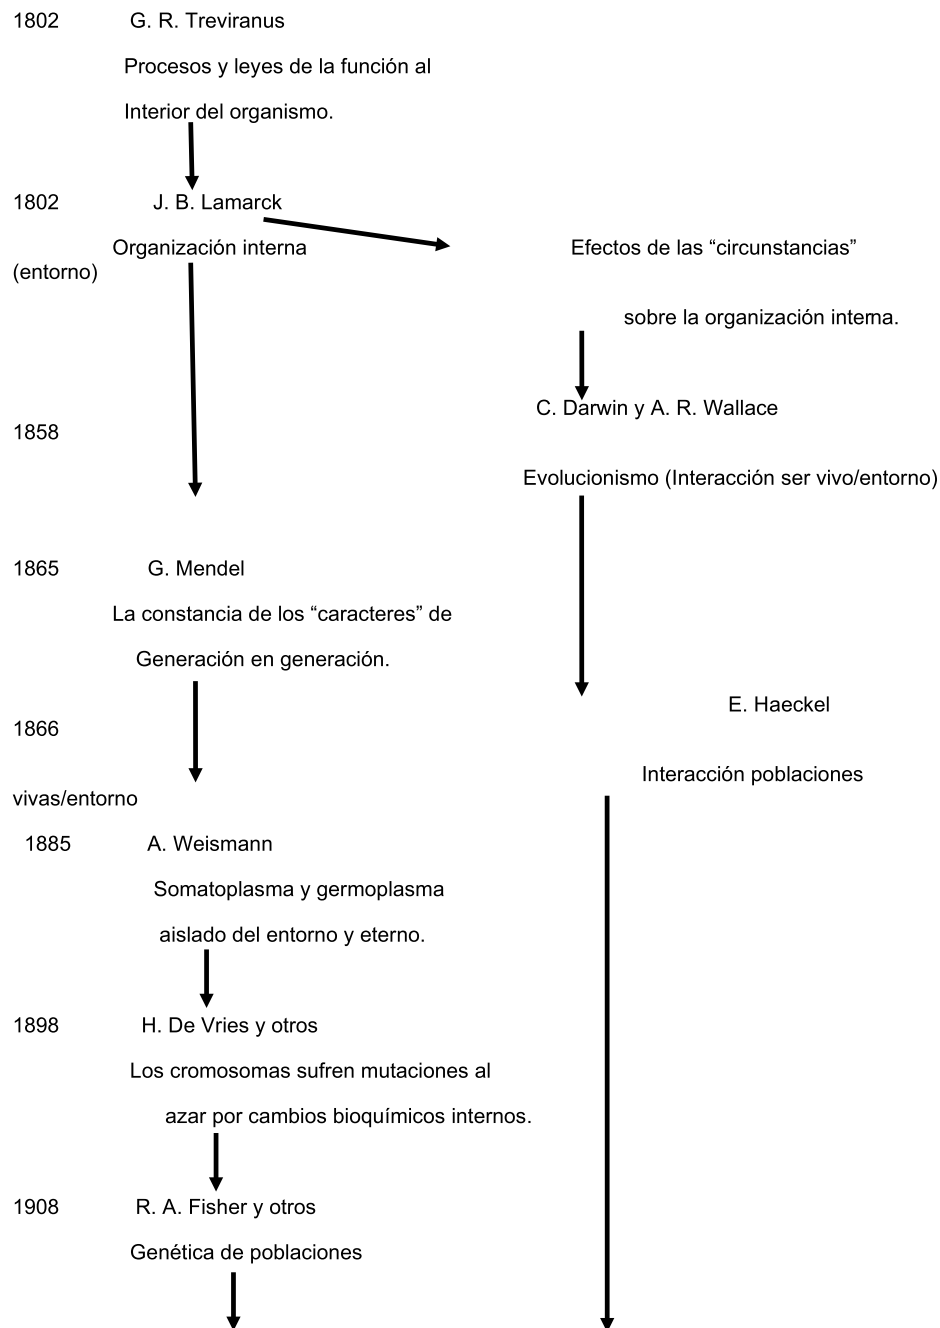 1802 G. R. Treviranus
Procesos y leyes de la función al
Interior del organismo.
1802 J. B. Lamarck
Organización interna Efectos de las “circunstancias”
(entorno)
sobre la organización interna.
C. Darwin y A. R. Wallace
1858
Evolucionismo (Interacción ser vivo/entorno)
1865 G. Mendel
La constancia de los “caracteres” de
Generación en generación.
E. Haeckel
1866
Interacción poblaciones
vivas/entorno
1885 A. Weismann
Somatoplasma y germoplasma
aislado del entorno y eterno.
1898 H. De Vries y otros
Los cromosomas sufren mutaciones al
azar por cambios bioquímicos internos.
1908 R. A. Fisher y otros
Genética de poblaciones